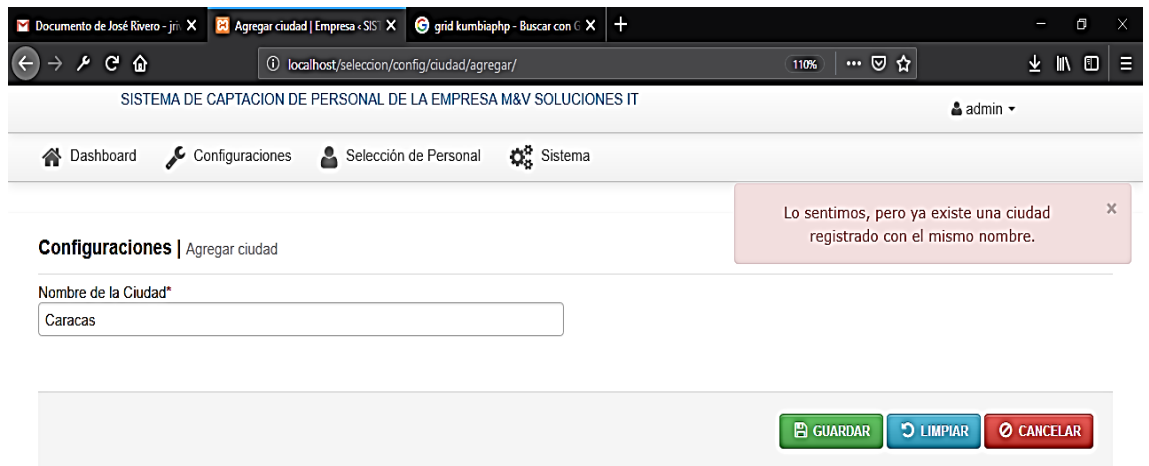 Documento de José Rivero - jri
Agregar ciudad | Empresa < SIST
grid kumbiaphp - Buscar con G
localhost/seleccion/config/ciudad/agregar/
110%
SISTEMA DE CAPTACION DE PERSONAL DE LA EMPRESA M&V SOLUCIONES IT
admin
Dashboard
Configuraciones
Selección de Personal
Sistema
Lo sentimos, pero ya existe una ciudad
registrado con el mismo nombre.
x
Configuraciones | Agregar ciudad
Nombre de la Ciudad*
Caracas
GUARDAR
LIMPIAR
CANCELAR